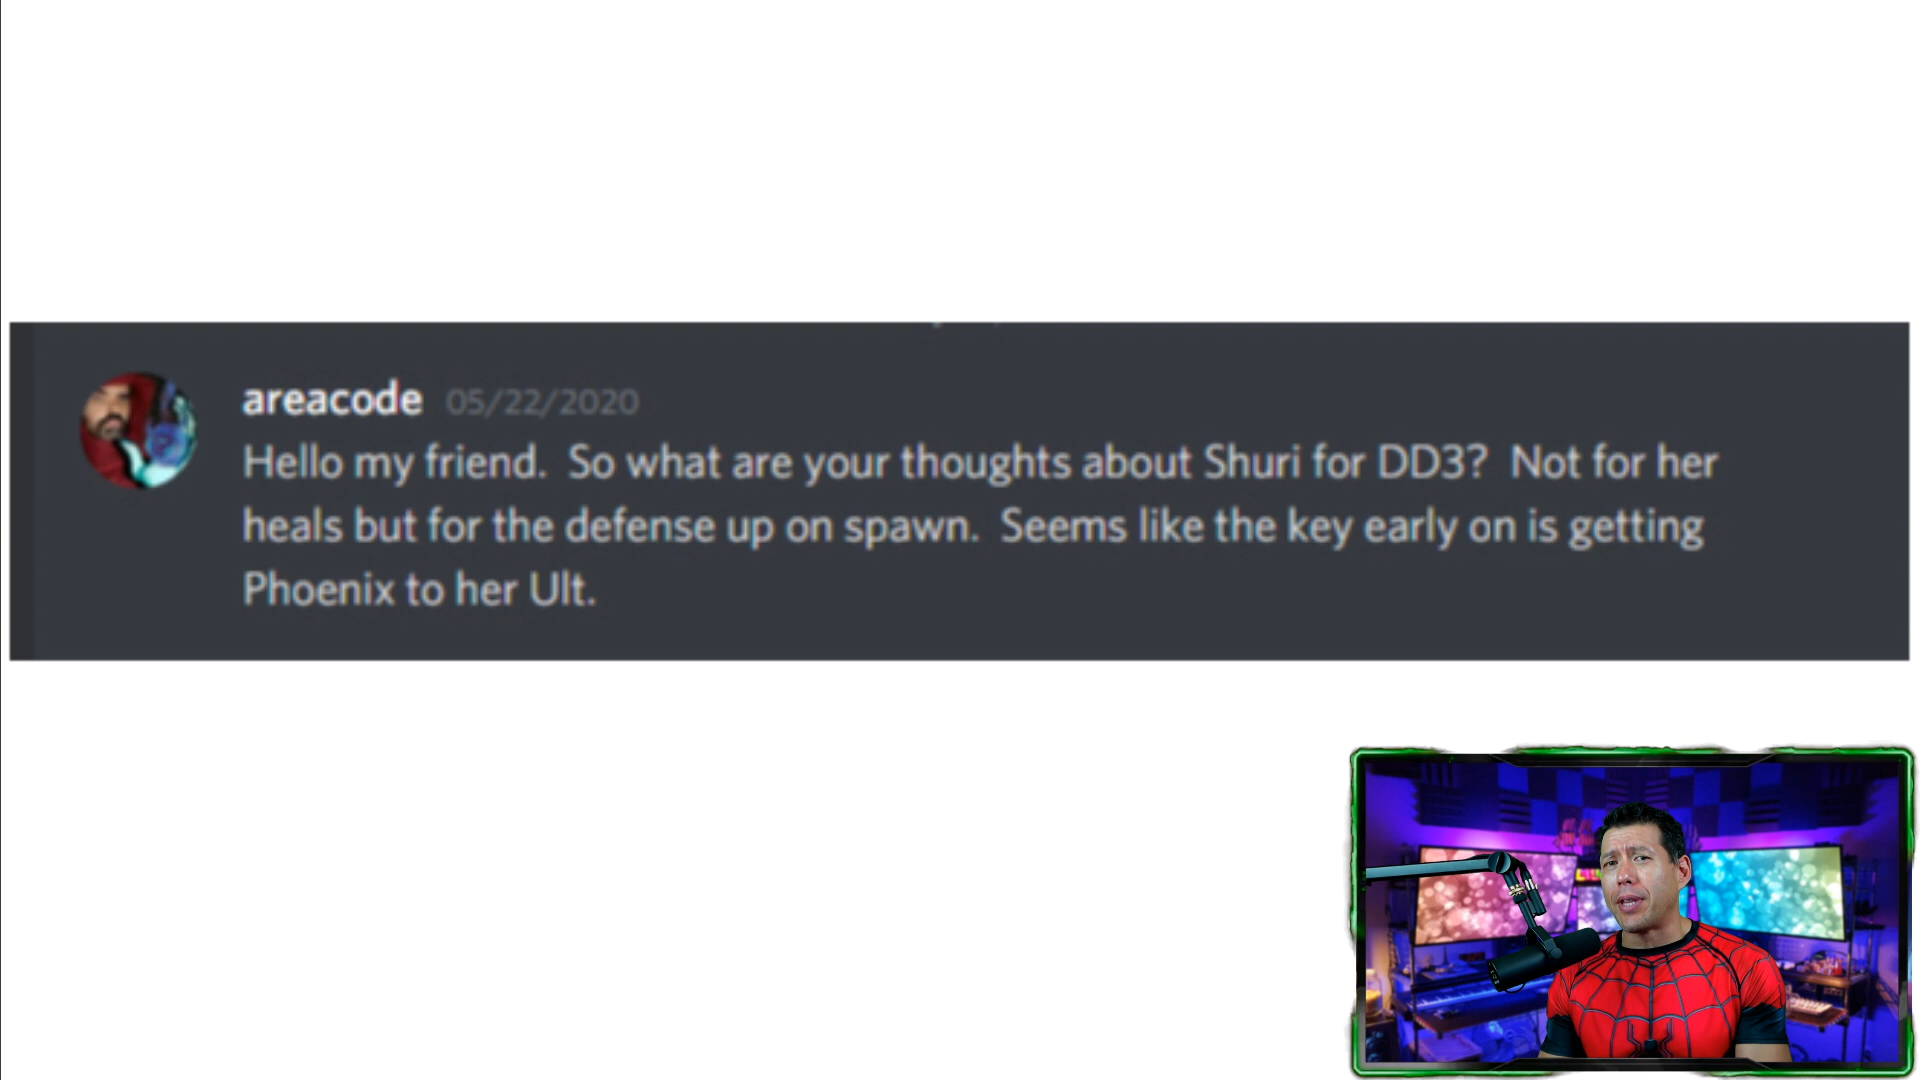 areacode 05/22/2020
Hello my friend.  So what are your thoughts about Shuri for DD3?  Not for her
heals but for the defense up on spawn.  Seems like the key early on is getting
Phoenix to her Ult.